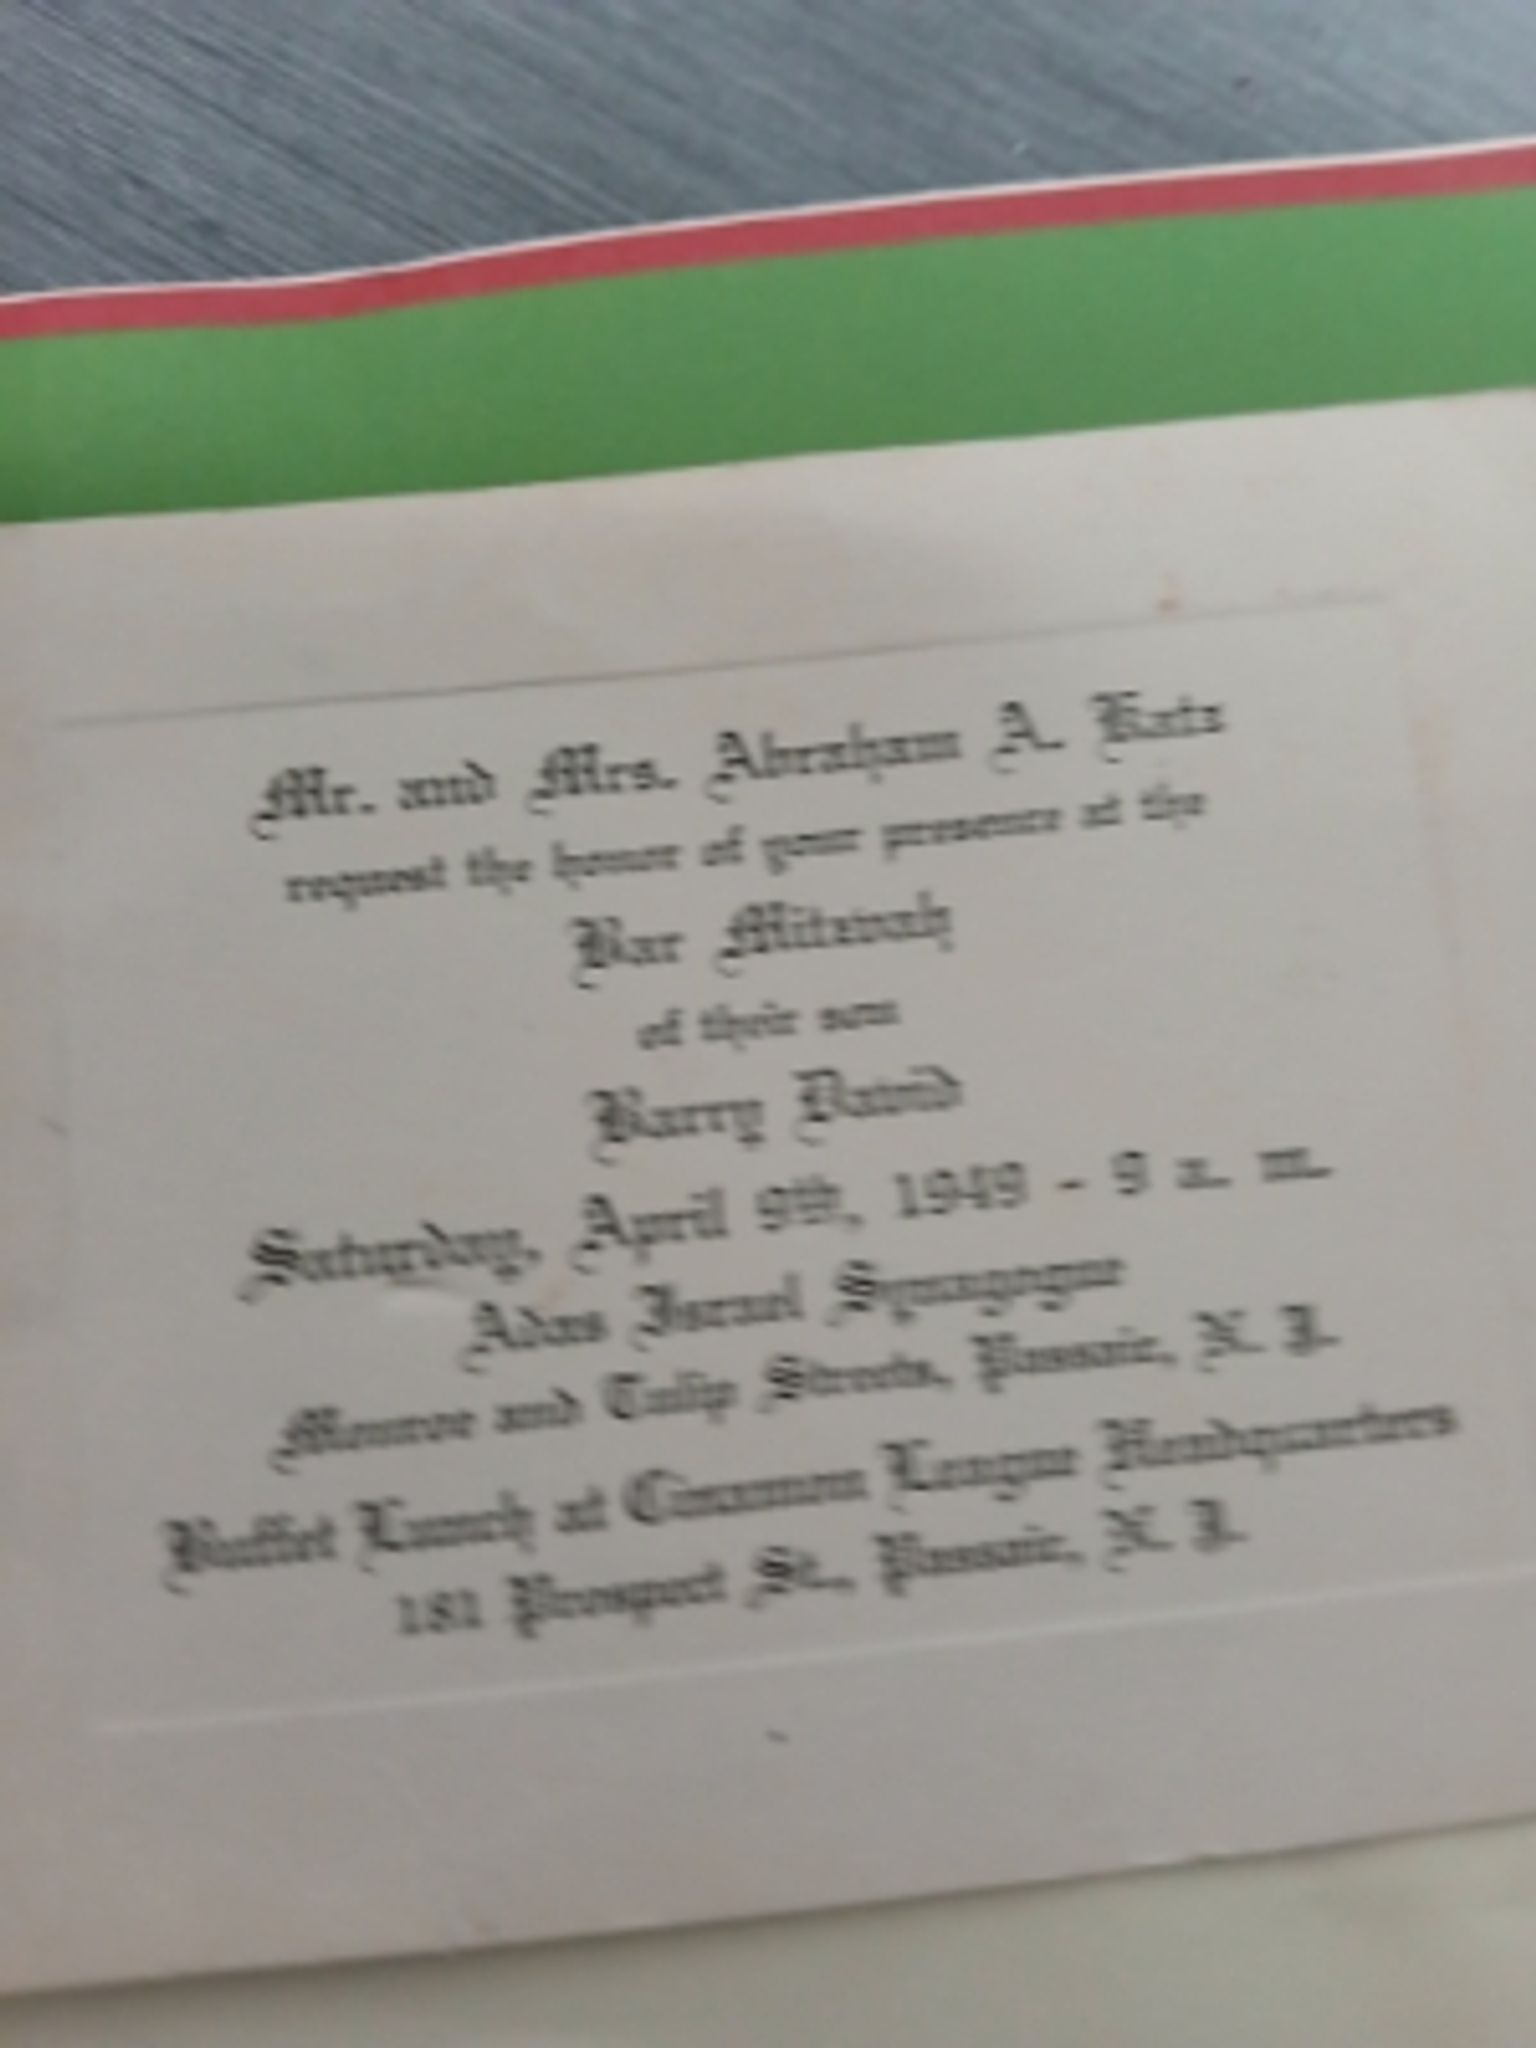 Mr. and Mrs. Abraham A. Katz
request the honor of your presence at the
Bar Mitzvah
of their son
Barry David
Saturday, April 9th, 1949 - 9 a. m.
Adas Israel Synagogue
Monroe and Tulip Streets, Passaic, N. J.
Buffet Lunch at Cinamon League Headquarters
181 Prospect St., Passaic, N. J.